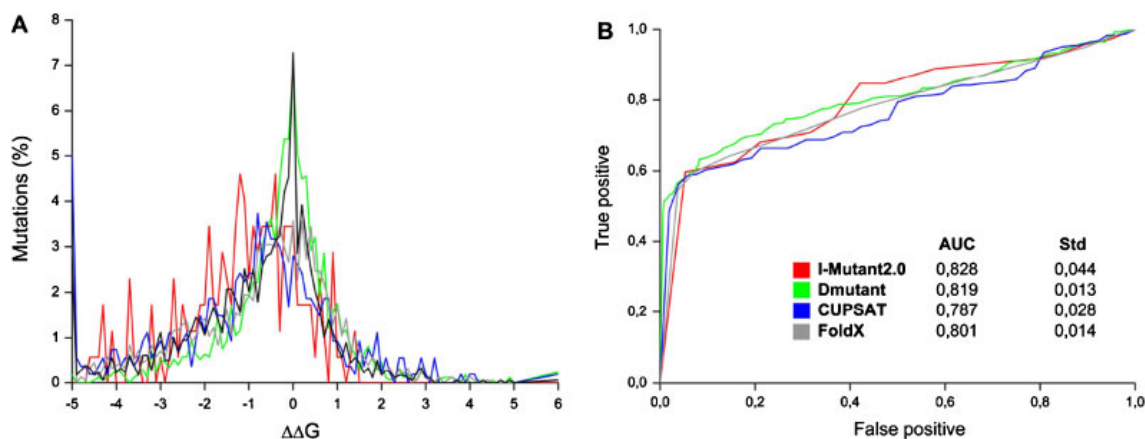 A
Mutations (%)
8
7
6
5
4
3
2
1
0
-5 -4 -3 -2 -1 0 1 2 3 4 5 6
ΔΔG
B
True positive
1,0
0,8
0,6
0,4
0,2
0,0
AUC Std
I-Mutant2.0 0,828 0,044
Dmutant 0,819 0,013
CUPSAT 0,787 0,028
FoldX 0,801 0,014
0,0 0,2 0,4 0,6 0,8 1,0
False positive